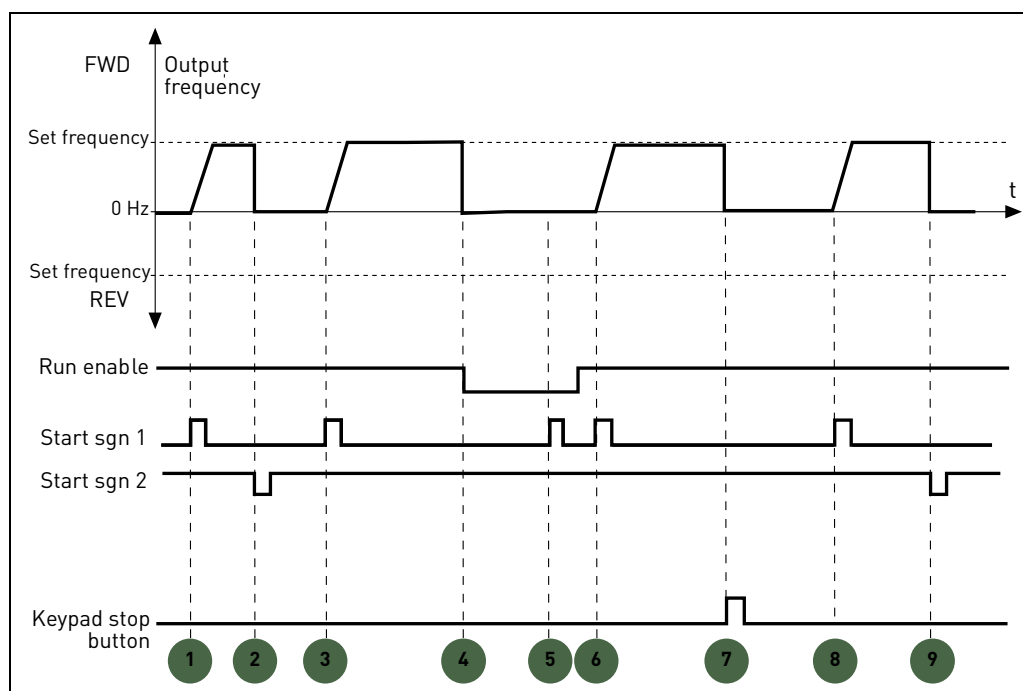 FWD
Output
frequency
Set frequency
t
0 Hz
Set frequency
REV
Run enable
Start sgn 1
Start sgn 2
Keypad stop
button
1 2 3 4 5 6 7 8 9